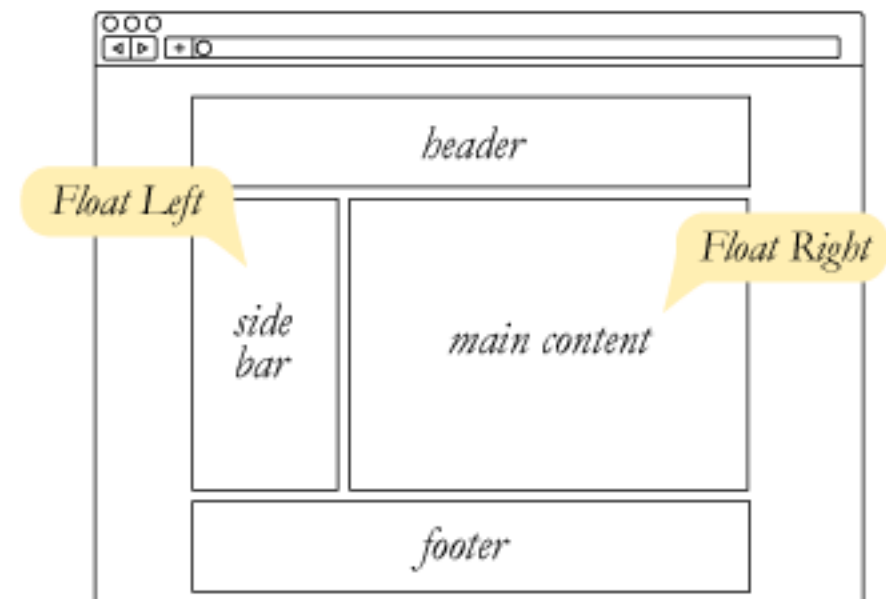 header
Float Left
Float Right
side
bar
main content
footer